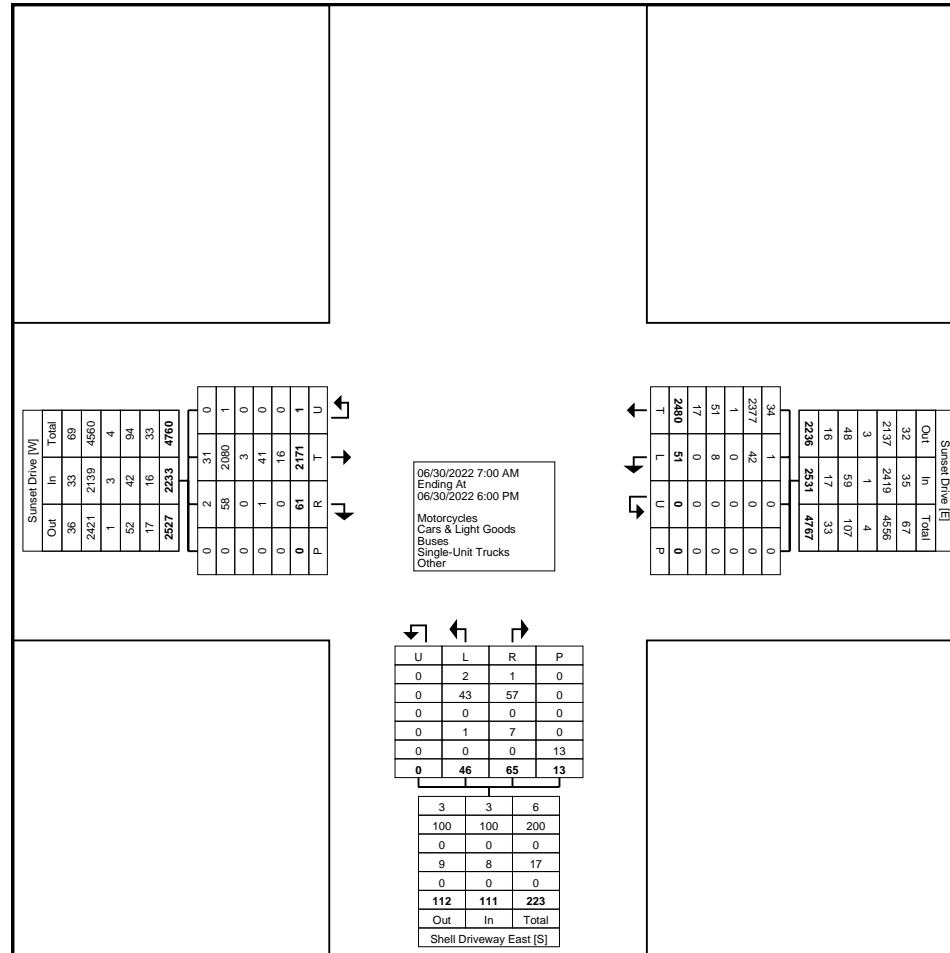 Sunset Drive [W]
Total 69 4560 4 94 33 4760
In 33 2139 3 42 16 2233
Out 36 2421 1 52 17 2527
0 1 0 0 0 1 U
31 2080 3 41 16 2171 T
2 58 0 1 0 61 R
0 0 0 0 0 0 P
06/30/2022 7:00 AM
Ending At
06/30/2022 6:00 PM
Motorcycles
Cars & Light Goods
Buses
Single-Unit Trucks
Other
34 2377 1 51 17 2480 T
1 42 0 8 0 51 L
0 0 0 0 0 0 U
0 0 0 0 0 0 P
Sunset Drive [E]
Out 32 2137 3 48 16 2236
In 35 2419 1 59 17 2531
Total 67 4556 4 107 33 4767
U L R P
0 2 1 0
0 43 57 0
0 0 0 0
0 1 7 0
0 0 0 13
0 46 65 13
3 3 6
100 100 200
0 0 0
9 8 17
0 0 0
112 111 223
Out In Total
Shell Driveway East [S]